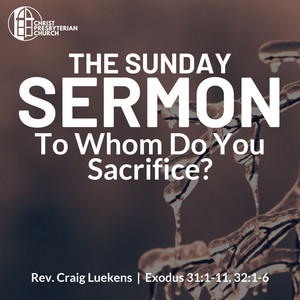 CHRIST
PRESBYTERIAN
CHURCH
THE SUNDAY
SERMON
To Whom Do You
Sacrifice?
Rev. Craig Luekens | Exodus 31:1-11, 32:1-6